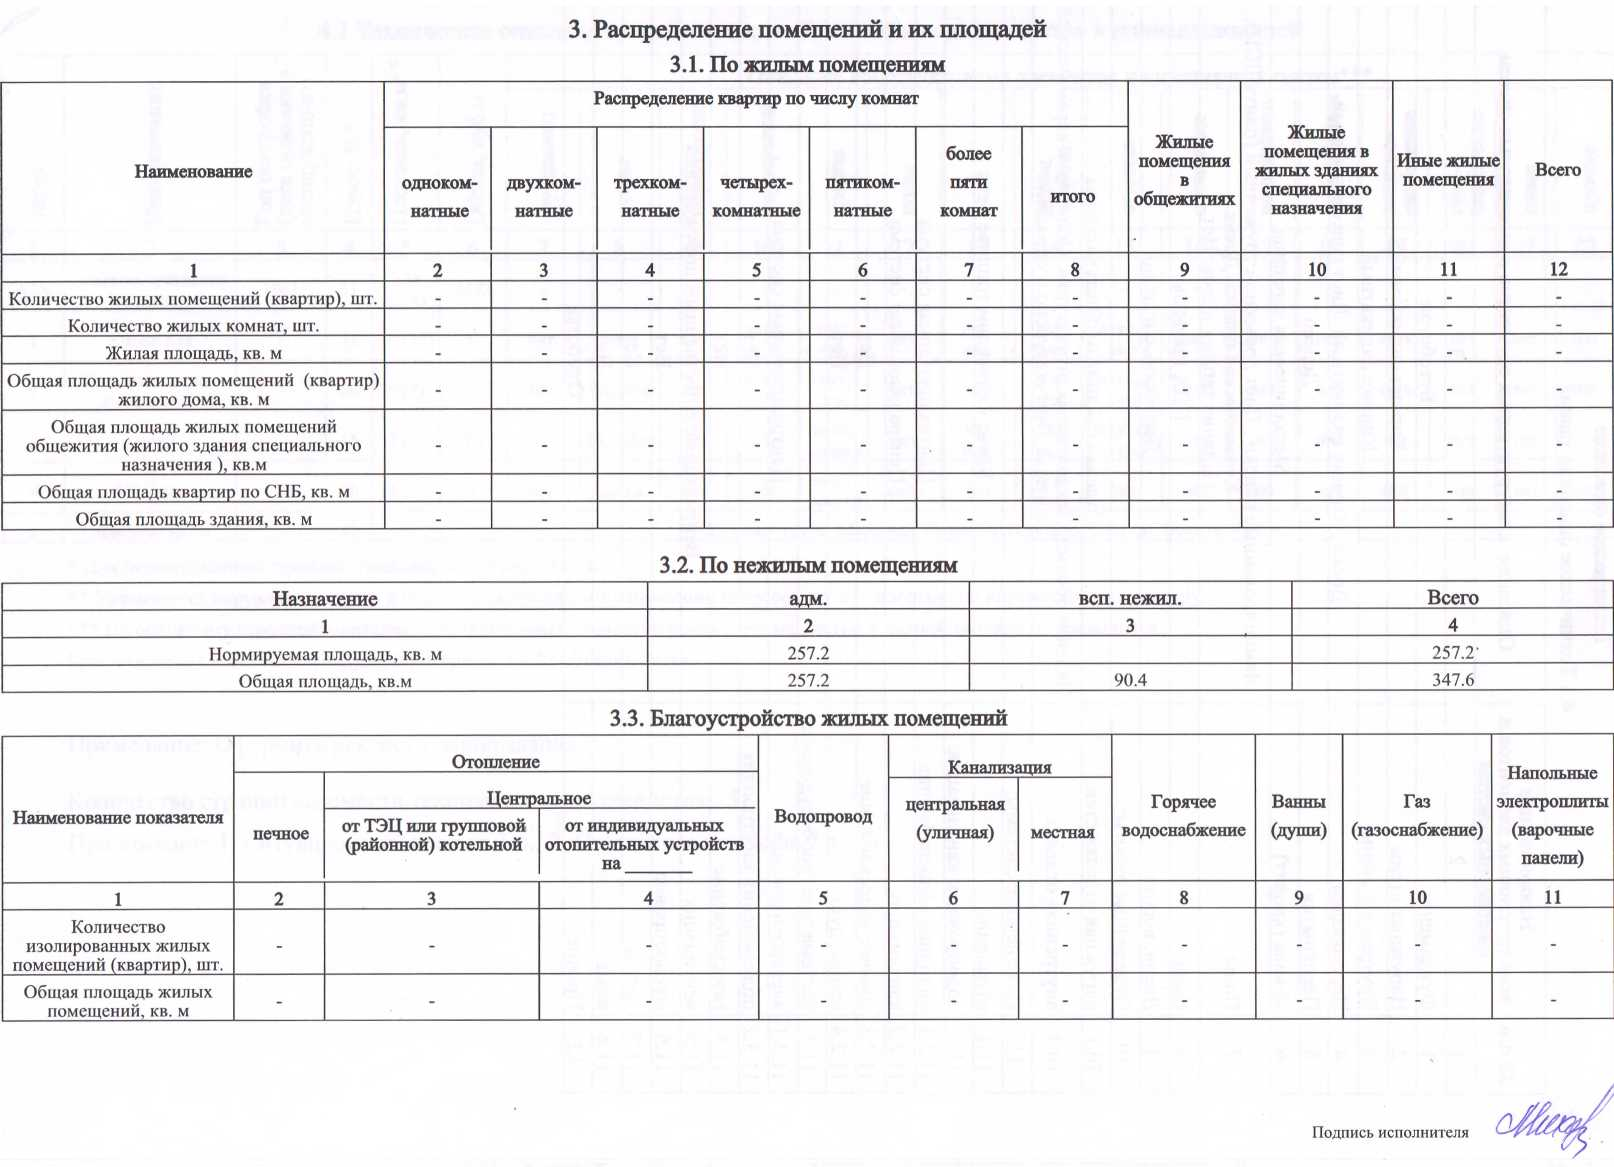 3. Распределение помещений и их площадей
3.1. По жилым помещениям
Наименование
Распределение квартир по числу комнат
одноком-
натные
двухком-
натные
трехком-
натные
четырех-
комнатные
пятиком-
натные
более
пяти
комнат
итого
Жилые
помещения
в
общежитиях
Жилые
помещения в
жилых зданиях
специального
назначения
Иные жилые
помещения
Всего
1 2 3 4 5 6 7 8 9 10 11 12
Количество жилых помещений (квартир), шт. - - - - - - - - - - -
Количество жилых комнат, шт. - - - - - - - - - - -
Жилая площадь, кв. м - - - - - - - - - - -
Общая площадь жилых помещений (квартир)
жилого дома, кв. м - - - - - - - - - - -
Общая площадь жилых помещений
общежития (жилого здания специального
назначения ), кв.м - - - - - - - - - - -
Общая площадь квартир по СНБ, кв. м - - - - - - - - - - -
Общая площадь здания, кв. м - - - - - - - - - - -
3.2. По нежилым помещениям
Назначение адм. всп. нежил. Всего
1 2 3 4
Нормируемая площадь, кв. м 257.2 257.2
Общая площадь, кв.м 257.2 90.4 347.6
3.3. Благоустройство жилых помещений
Наименование показателя
Отопление
печное
Центральное
от ТЭЦ или групповой
(районной) котельной
от индивидуальных
отопительных устройств
на ________
Водопровод
Канализация
центральная
(уличная)
местная
Горячее
водоснабжение
Ванны
(души)
Газ
(газоснабжение)
Напольные
электроплиты
(варочные
панели)
1 2 3 4 5 6 7 8 9 10 11
Количество
изолированных жилых
помещений (квартир), шт. - - - - - - - - - -
Общая площадь жилых
помещений, кв. м - - - - - - - - - -
Подпись исполнителя